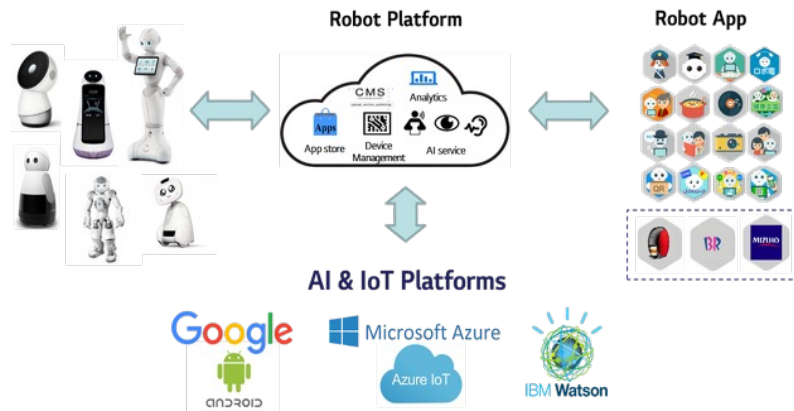 Robot Platform
Robot App
CMS
Analytics
Apps
App store
Device
Management
AI service
QR
BR
MIZUHO
AI & IoT Platforms
Google
Microsoft Azure
Azure IoT
IBM Watson
ANDROID